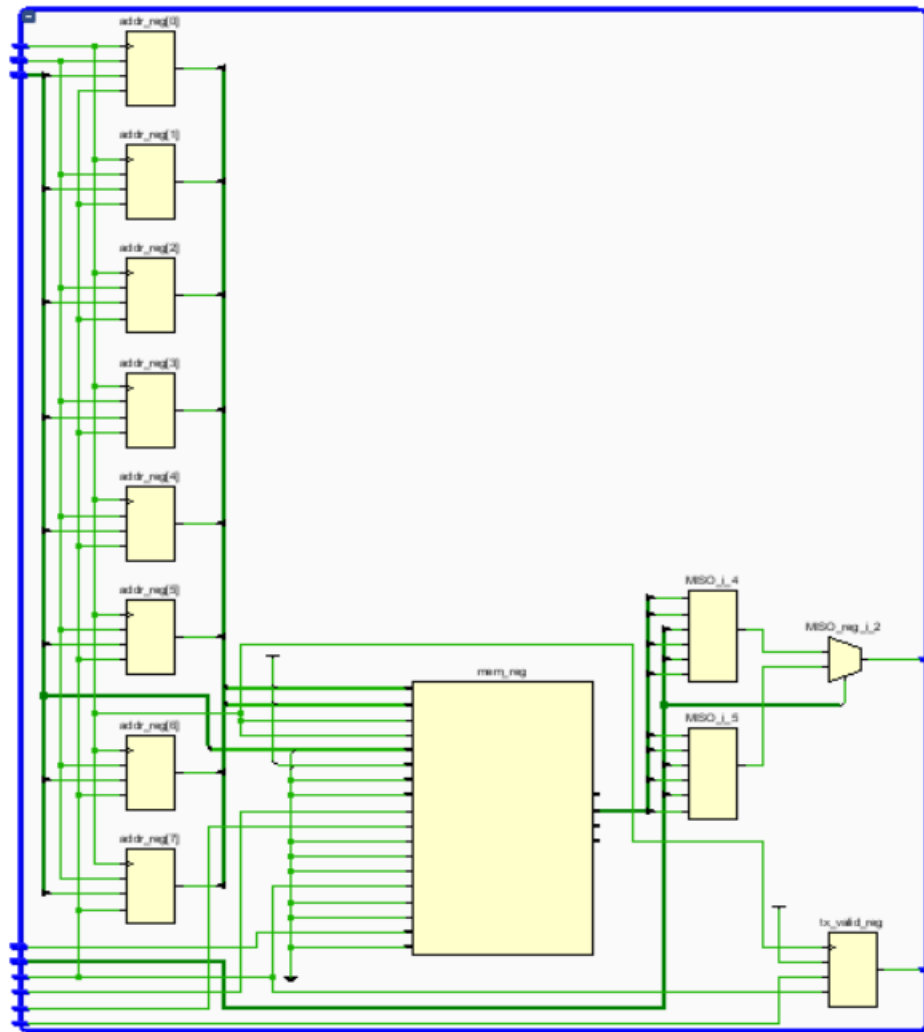 addr_reg[0]
addr_reg[1]
addr_reg[2]
addr_reg[3]
addr_reg[4]
addr_reg[5]
addr_reg[6]
addr_reg[7]
mem_reg
MISO_i_4
MISO_i_5
MISO_reg_i_2
tx_valid_reg